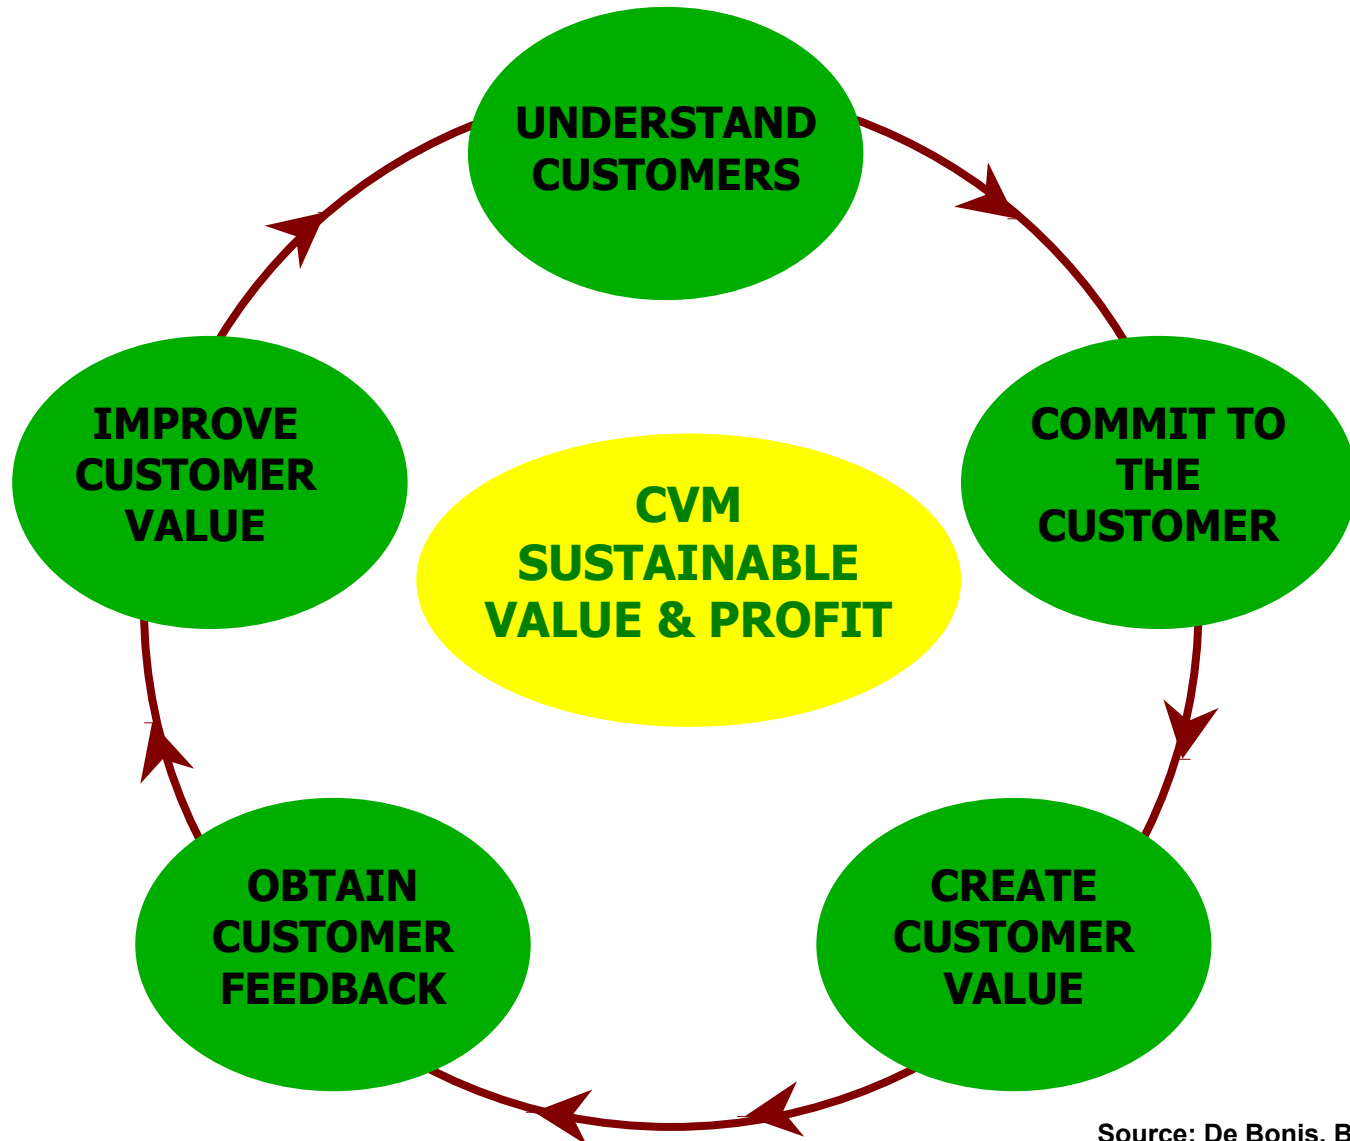 UNDERSTAND
CUSTOMERS
COMMIT TO
THE
CUSTOMER
CREATE
CUSTOMER
VALUE
OBTAIN
CUSTOMER
FEEDBACK
IMPROVE
CUSTOMER
VALUE
CVM
SUSTAINABLE
VALUE & PROFIT
Source: De Bonis, B